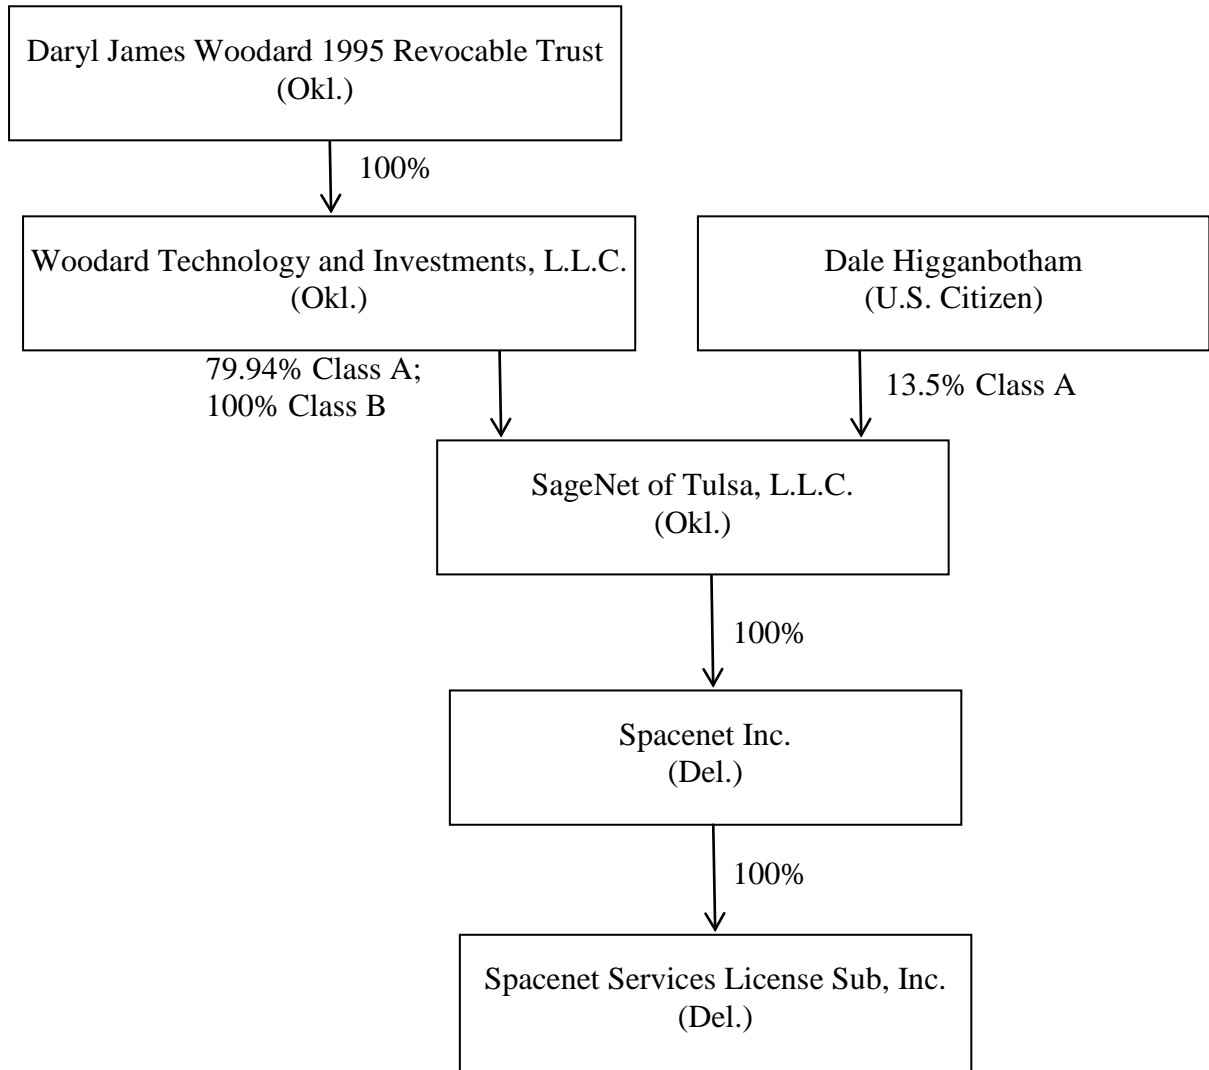 Daryl James Woodard 1995 Revocable Trust
(Okl.)
100%
Woodard Technology and Investments, L.L.C.
(Okl.)
Dale Higganbotham
(U.S. Citizen)
79.94% Class A;
100% Class B
13.5% Class A
SageNet of Tulsa, L.L.C.
(Okl.)
100%
Spacenet Inc.
(Del.)
100%
Spacenet Services License Sub, Inc.
(Del.)